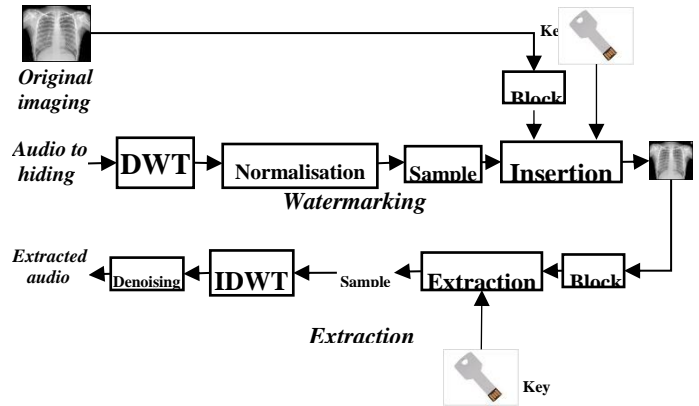 Original
imaging
Ke
Block
Audio to
hiding
DWT
Normalisation
Sample
Insertion
Watermarking
Extracted
audio
Denoising
IDWT
Sample
Extraction
Block
Extraction
Key